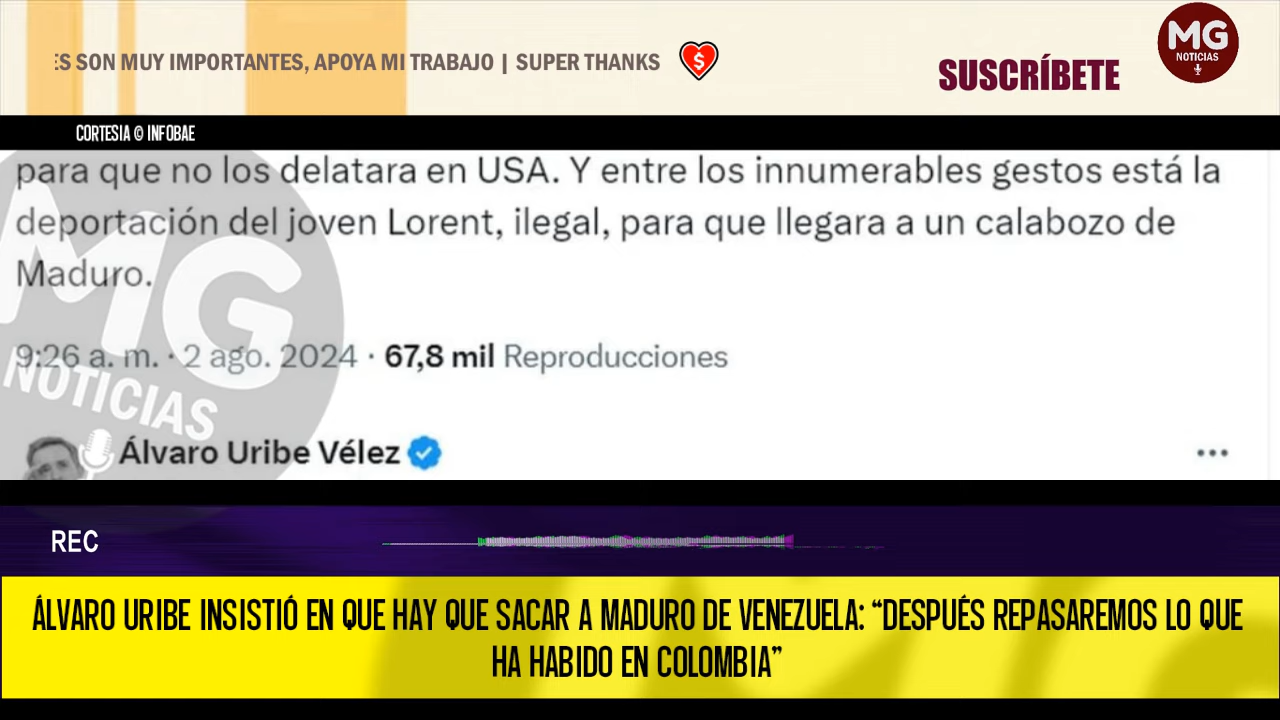 ES SON MUY IMPORTANTES, APOYA MI TRABAJO | SUPER THANKS
$
SUSCRÍBETE
MG
NOTICIAS
CORTESIA © INFOBAE
para que no los delatara en USA. Y entre los innumerables gestos está la
deportación del joven Lorent, ilegal, para que llegara a un calabozo de
Maduro.
9:26 a. m. · 2 ago. 2024 · 67,8 mil Reproducciones
MG
NOTICIAS
Álvaro Uribe Vélez
REC
ÁLVARO URIBE INSISTIÓ EN QUE HAY QUE SACAR A MADURO DE VENEZUELA: “DESPUÉS REPASAREMOS LO QUE
HA HABIDO EN COLOMBIA”